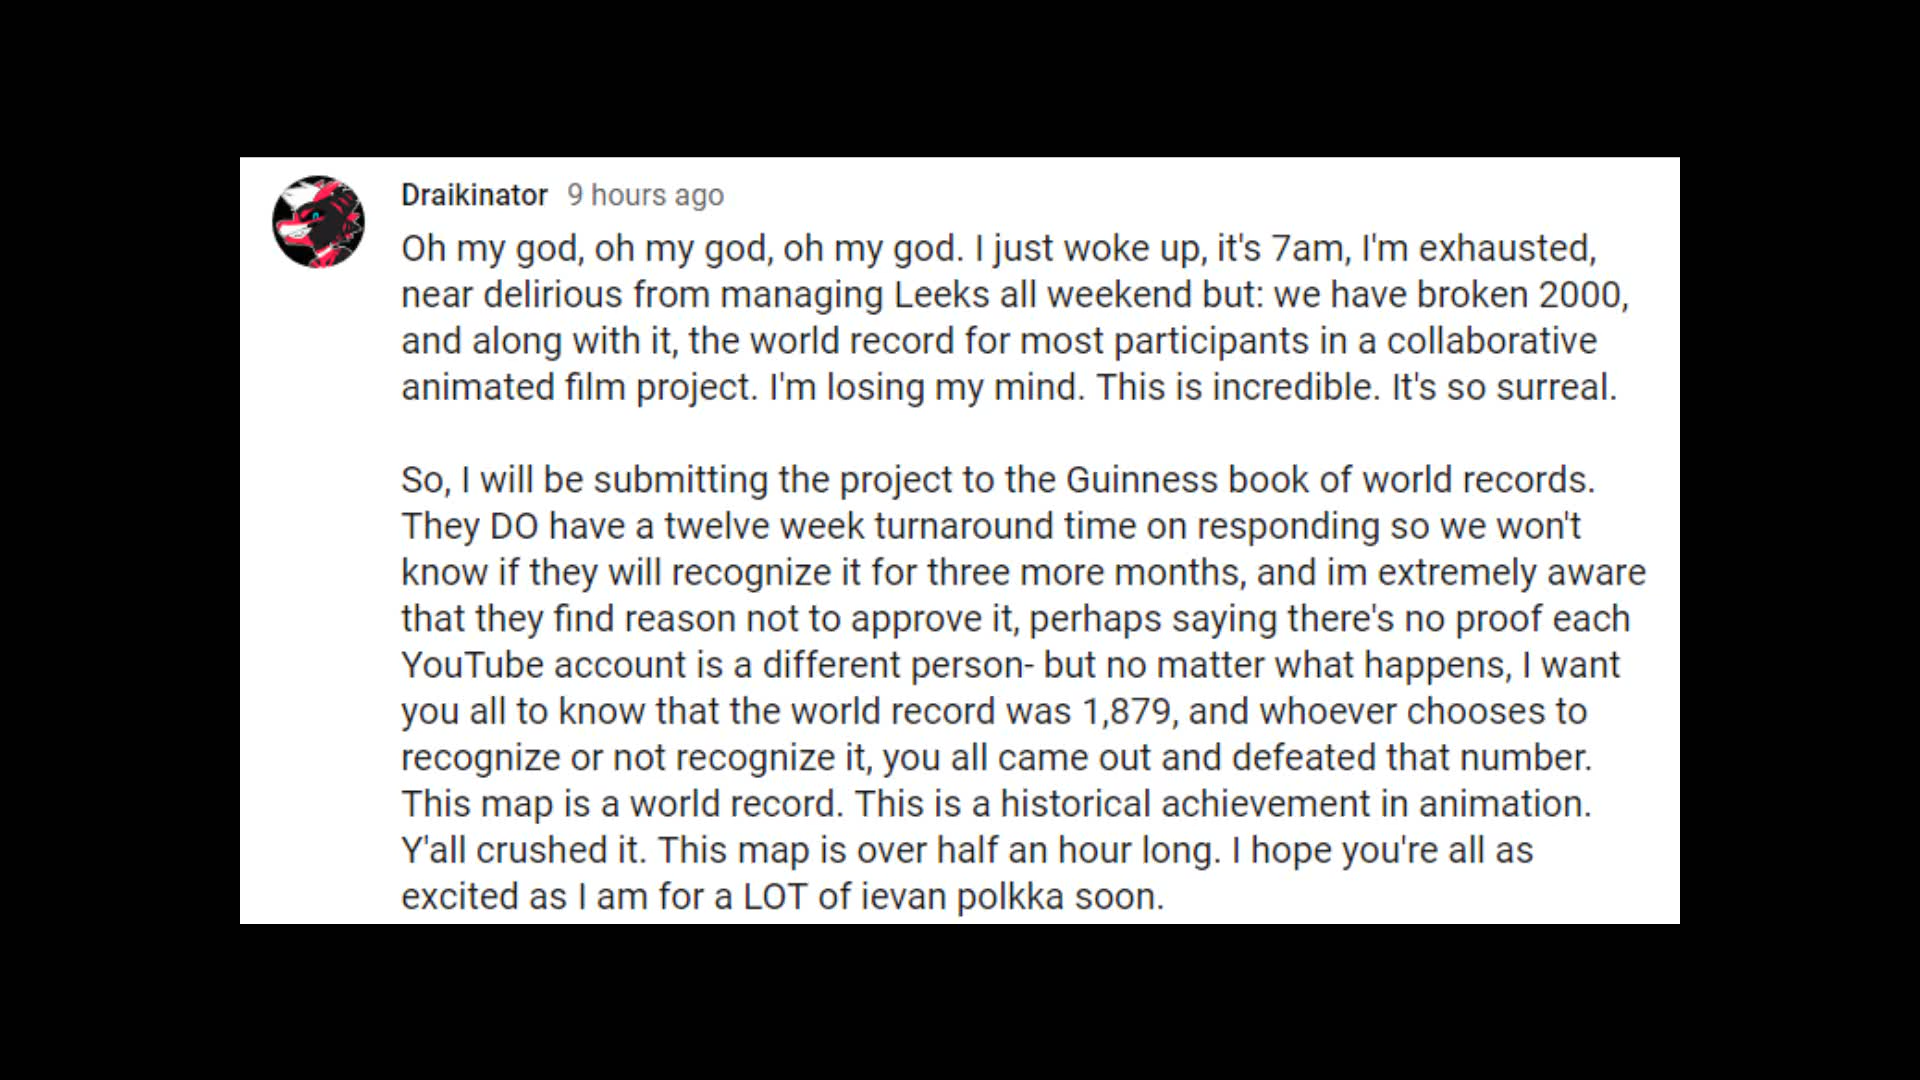 Draikinator 9 hours ago
Oh my god, oh my god, oh my god. I just woke up, it's 7am, I'm exhausted,
near delirious from managing Leeks all weekend but: we have broken 2000,
and along with it, the world record for most participants in a collaborative
animated film project. I'm losing my mind. This is incredible. It's so surreal.
So, I will be submitting the project to the Guinness book of world records.
They DO have a twelve week turnaround time on responding so we won't
know if they will recognize it for three more months, and im extremely aware
that they find reason not to approve it, perhaps saying there's no proof each
YouTube account is a different person- but no matter what happens, I want
you all to know that the world record was 1,879, and whoever chooses to
recognize or not recognize it, you all came out and defeated that number.
This map is a world record. This is a historical achievement in animation.
Y'all crushed it. This map is over half an hour long. I hope you're all as
excited as I am for a LOT of ievan polkka soon.